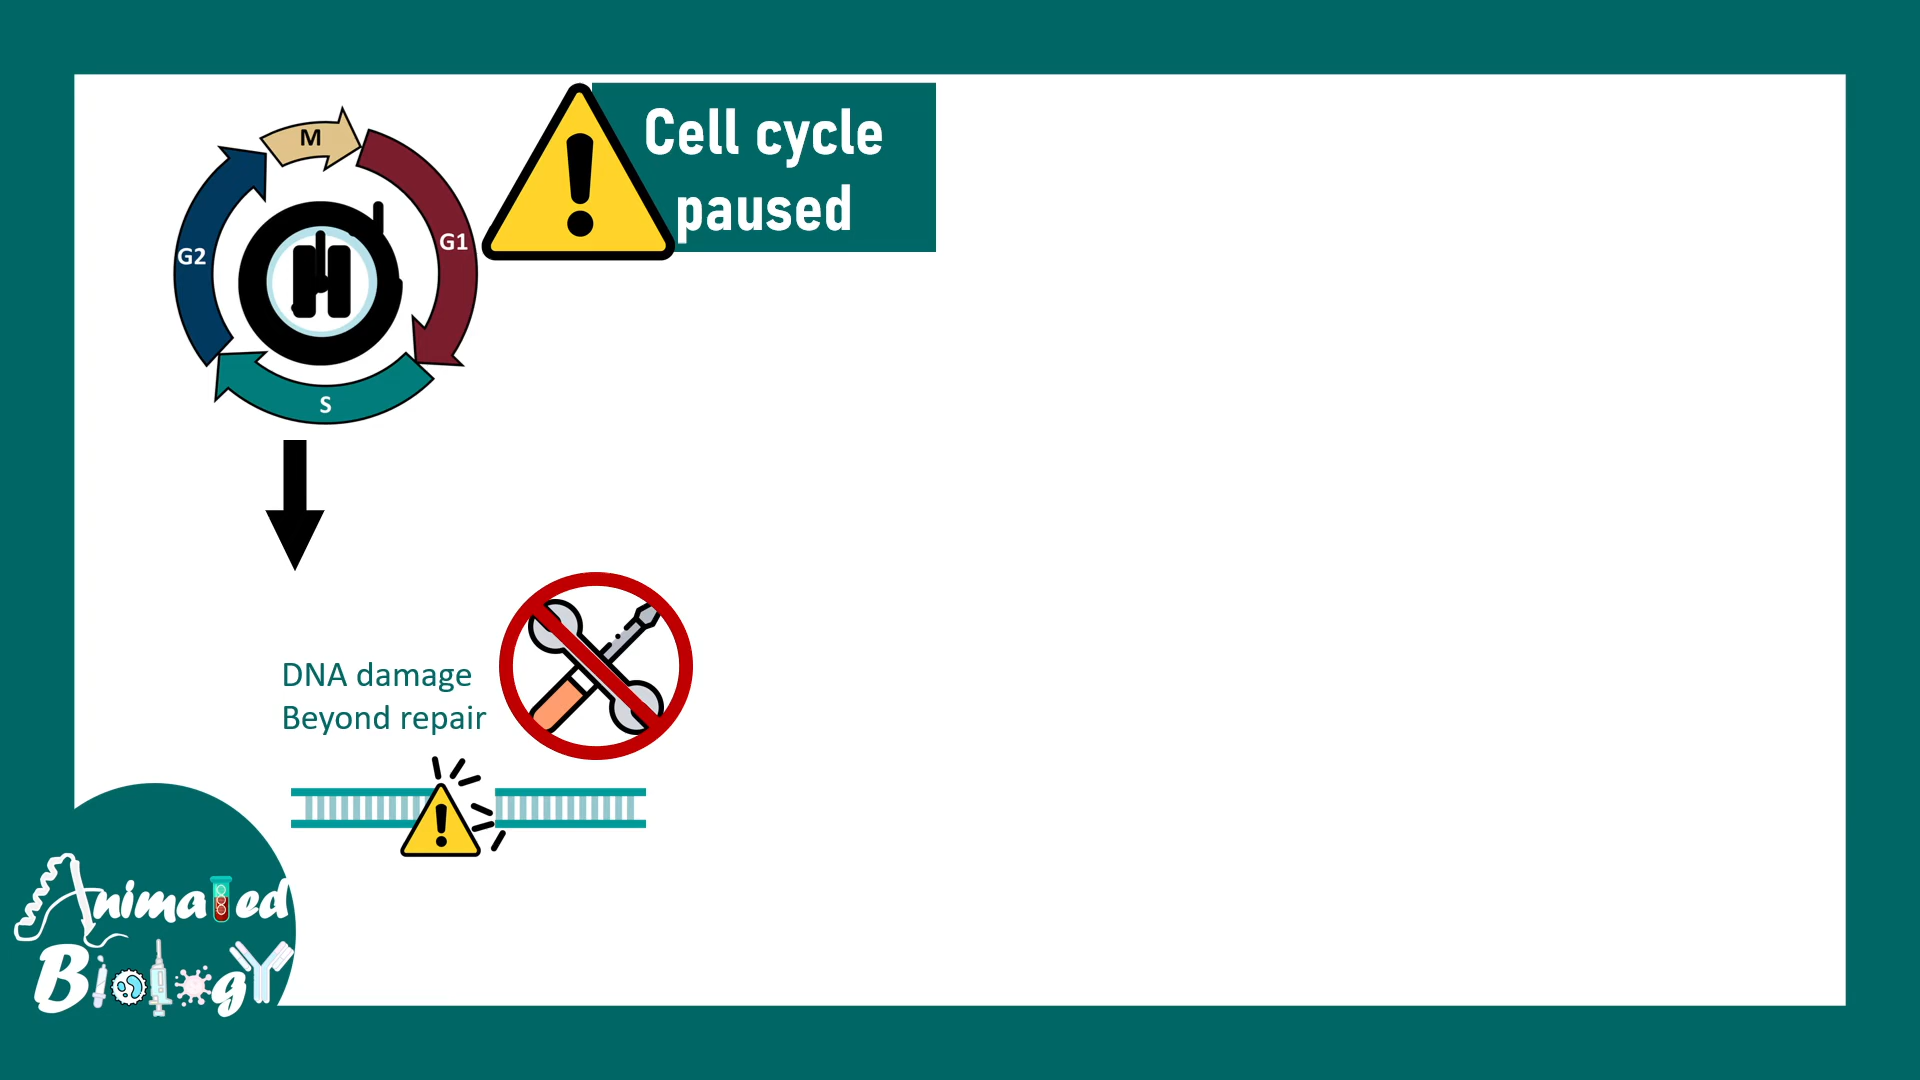 M
G1
G2
S
Cell cycle
paused
DNA damage
Beyond repair
Animated
BiologY